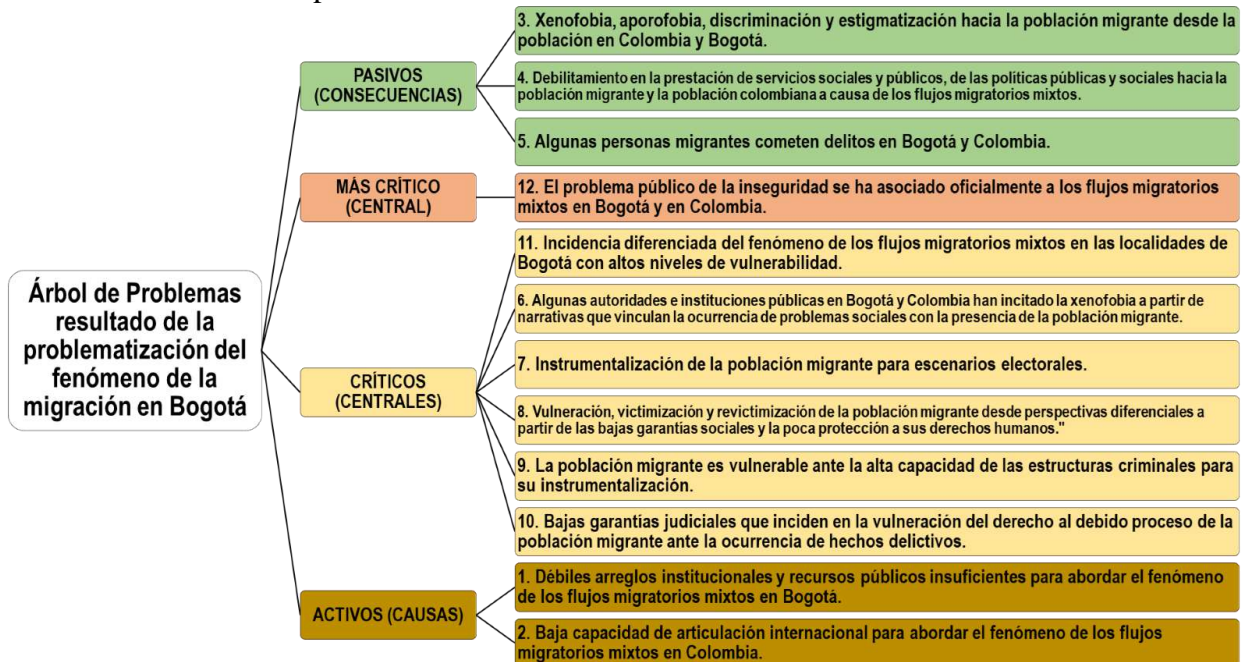 3. Xenofobia, aporofobia, discriminación y estigmatización hacia la población migrante desde la
población en Colombia y Bogotá.
PASIVOS
(CONSECUENCIAS)
4. Debilitamiento en la prestación de servicios sociales y públicos, de las políticas públicas y sociales hacia la
población migrante y la población colombiana a causa de los flujos migratorios mixtos.
5. Algunas personas migrantes cometen delitos en Bogotá y Colombia.
MÁS CRÍTICO
(CENTRAL)
12. El problema público de la inseguridad se ha asociado oficialmente a los flujos migratorios
mixtos en Bogotá y en Colombia.
Árbol de Problemas
resultado de la
problematización del
fenómeno de la
migración en Bogotá
11. Incidencia diferenciada del fenómeno de los flujos migratorios mixtos en las localidades de
Bogotá con altos niveles de vulnerabilidad.
6. Algunas autoridades e instituciones públicas en Bogotá y Colombia han incitado la xenofobia a partir de
narrativas que vinculan la ocurrencia de problemas sociales con la presencia de la población migrante.
CRÍTICOS
(CENTRALES)
7. Instrumentalización de la población migrante para escenarios electorales.
8. Vulneración, victimización y revictimización de la población migrante desde perspectivas diferenciales a
partir de las bajas garantías sociales y la poca protección a sus derechos humanos."
9. La población migrante es vulnerable ante la alta capacidad de las estructuras criminales para
su instrumentalización.
10. Bajas garantías judiciales que inciden en la vulneración del derecho al debido proceso de la
población migrante ante la ocurrencia de hechos delictivos.
ACTIVOS (CAUSAS)
1. Débiles arreglos institucionales y recursos públicos insuficientes para abordar el fenómeno
de los flujos migratorios mixtos en Bogotá.
2. Baja capacidad de articulación internacional para abordar el fenómeno de los flujos
migratorios mixtos en Colombia.